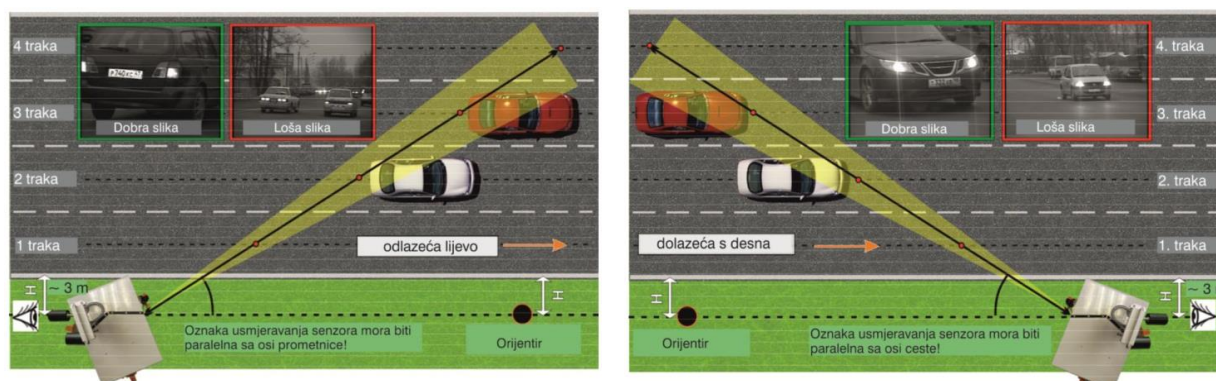 4 traka
3 traka
2 traka
1 traka
Dobra slika
Loša slika
odlazeća lijevo
H
~ 3 m
H
Oznaka usmjeravanja senzora mora biti
paralelna sa osi prometnice!
Orijentir
Dobra slika
Loša slika
4. traka
3. traka
2. traka
1. traka
dolazeća s desna
H
H
~ 3
Orijentir
Oznaka usmjeravanja senzora mora biti
paralelna sa osi ceste!